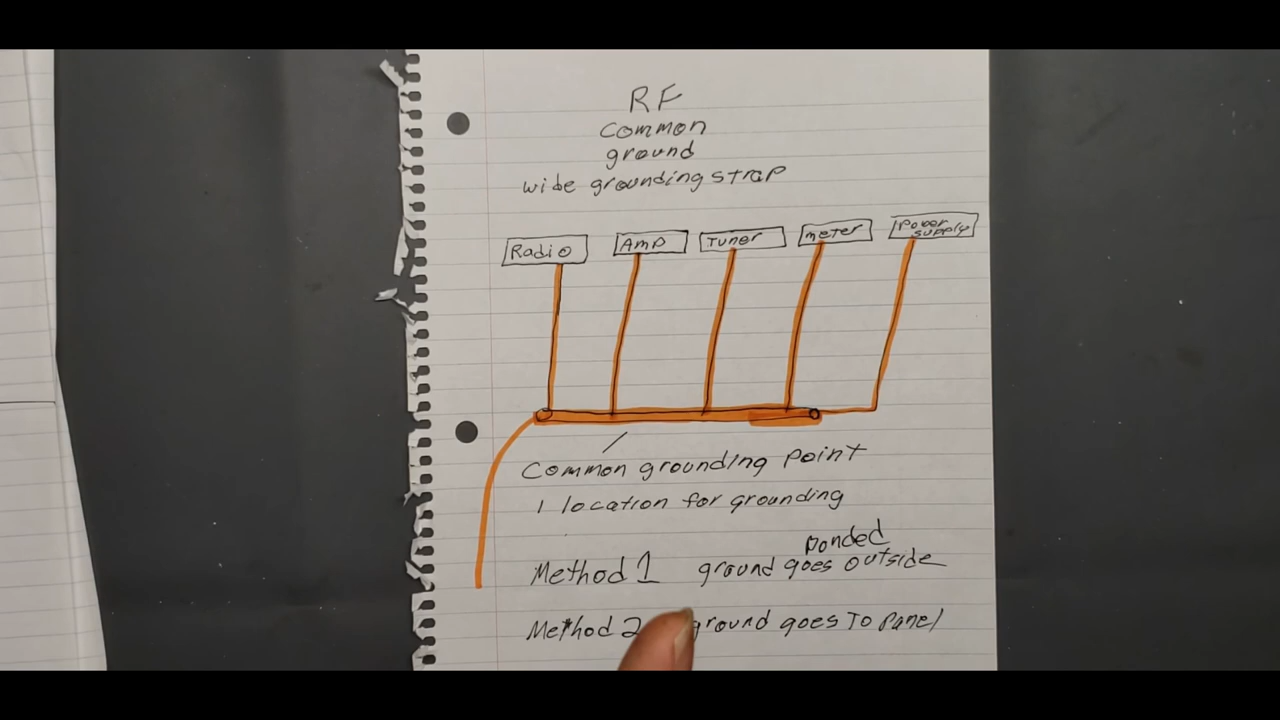 RF
common
ground
wide grounding strap
Radio
Amp
Tuner
meter
Power
supply
Common grounding point
1 location for grounding
bonded
Method 1 ground goes outside
Method 2 ground goes To panel